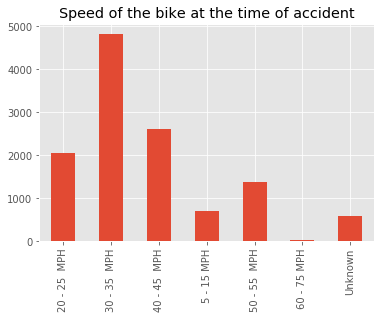 Speed of the bike at the time of accident
5000
4000
3000
2000
1000
0
20 - 25  MPH
30 - 35  MPH
40 - 45  MPH
5 - 15 MPH
50 - 55  MPH
60 - 75 MPH
Unknown